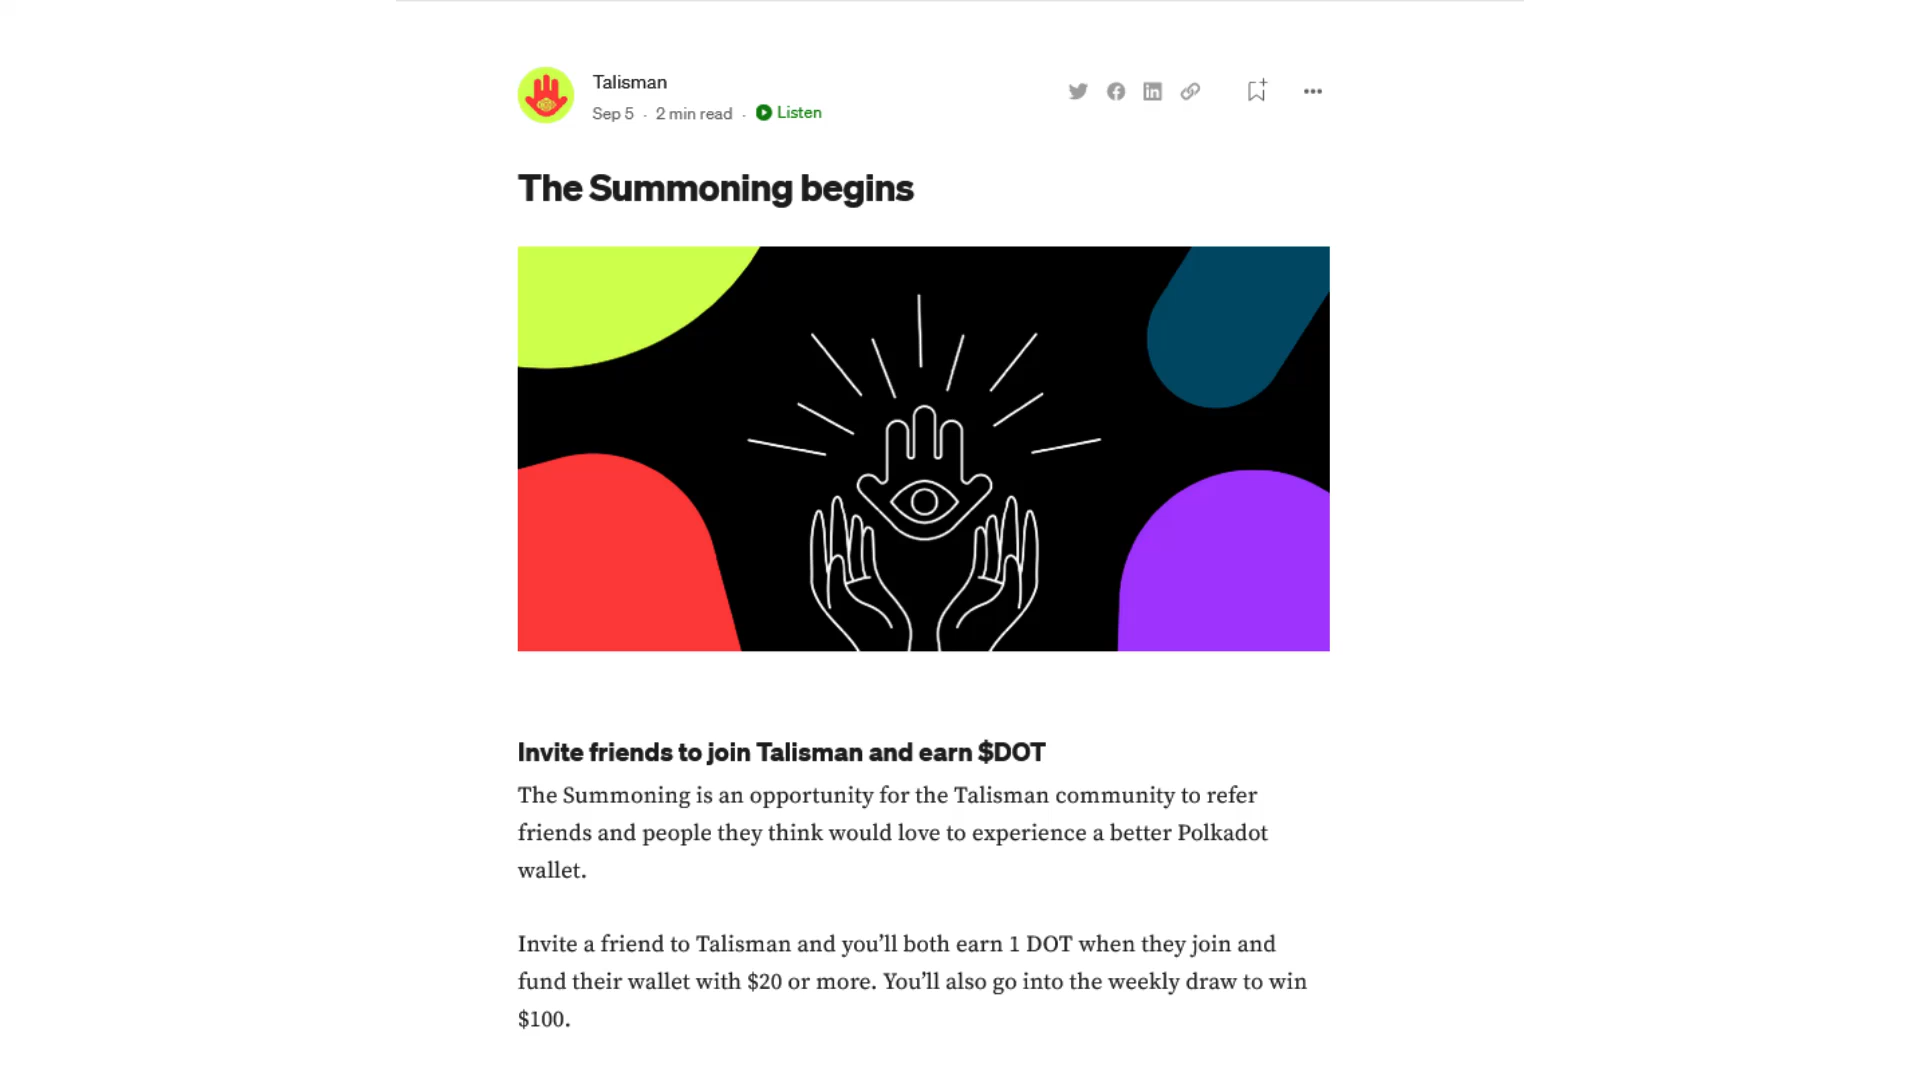 Talisman
Sep 5 · 2 min read · Listen
The Summoning begins
Invite friends to join Talisman and earn $DOT
The Summoning is an opportunity for the Talisman community to refer
friends and people they think would love to experience a better Polkadot
wallet.
Invite a friend to Talisman and you’ll both earn 1 DOT when they join and
fund their wallet with $20 or more. You’ll also go into the weekly draw to win
$100.